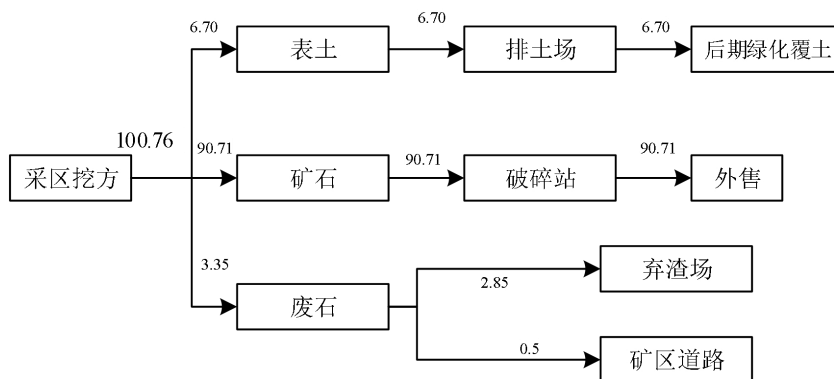 6.70
表土
6.70
排土场
6.70
后期绿化覆土
100.76
采区挖方
90.71
矿石
90.71
破碎站
90.71
外售
3.35
废石
2.85
弃渣场
0.5
矿区道路